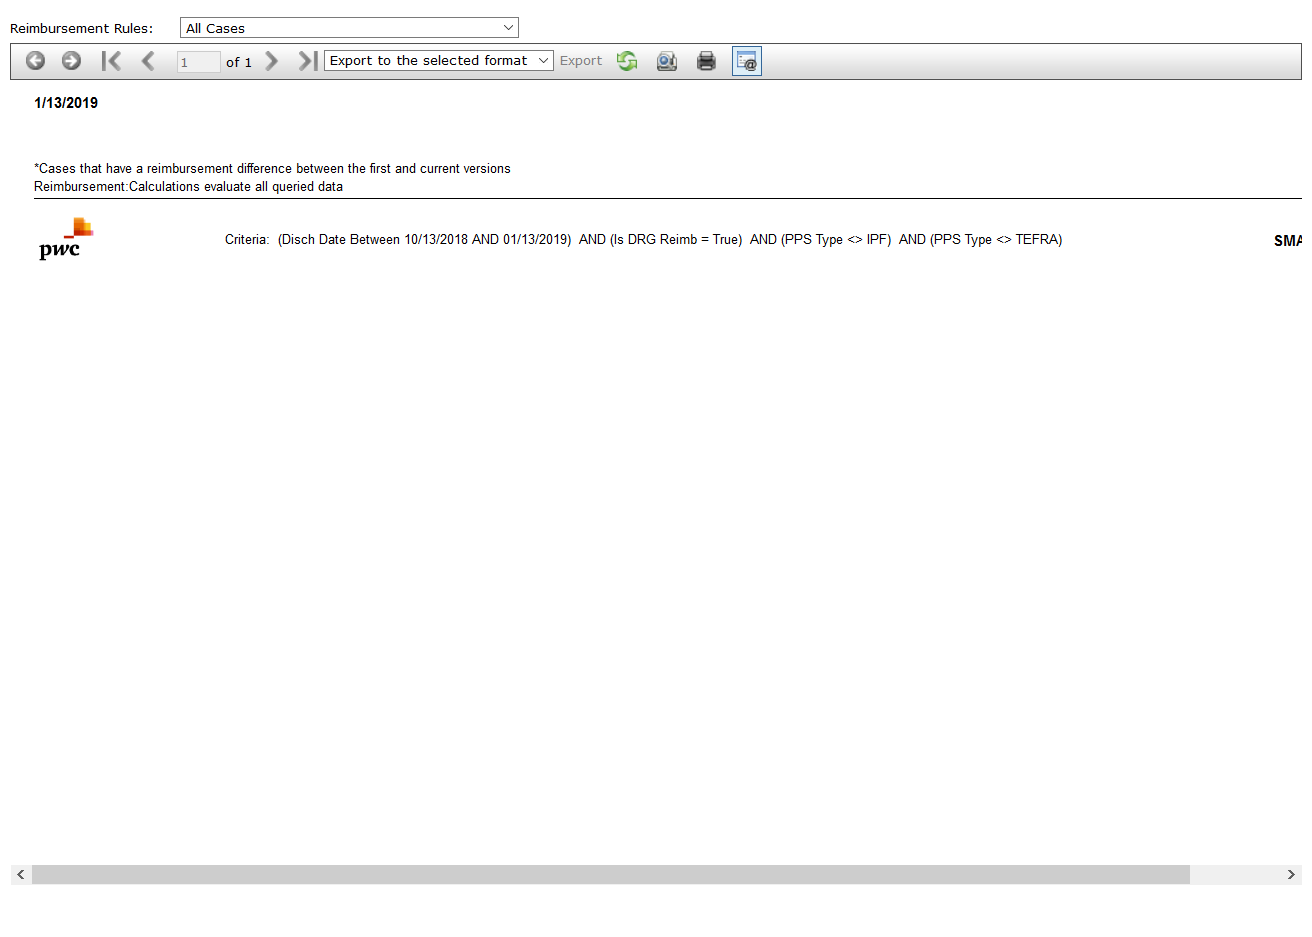 Reimbursement Rules: All Cases
1 of 1 Export to the selected format Export
1/13/2019
*Cases that have a reimbursement difference between the first and current versions
Reimbursement:Calculations evaluate all queried data
pwc
Criteria: (Disch Date Between 10/13/2018 AND 01/13/2019) AND (Is DRG Reimb = True) AND (PPS Type <> IPF) AND (PPS Type <> TEFRA)
SMA